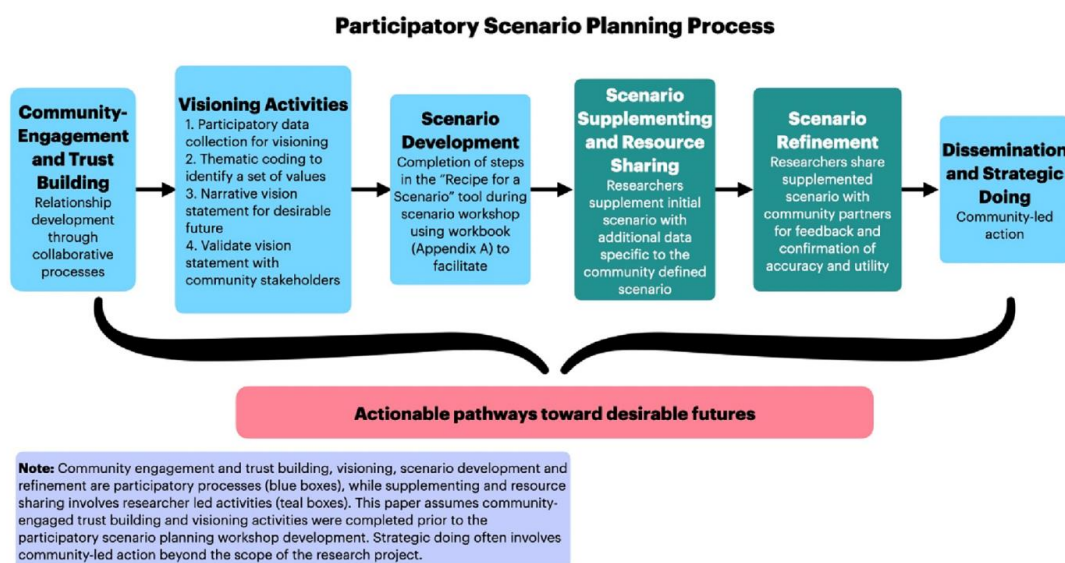 Participatory Scenario Planning Process
Community-
Engagement
and Trust
Building
Relationship
development
through
collaborative
processes
Visioning Activities
1. Participatory data
collection for visioning
2. Thematic coding to
identify a set of values
3. Narrative vision
statement for desirable
future
4. Validate vision
statement with
community stakeholders
Scenario
Development
Completion of steps
in the “Recipe for a
Scenario” tool during
scenario workshop
using workbook
(Appendix A) to
facilitate
Scenario
Supplementing
and Resource
Sharing
Researchers
supplement initial
scenario with
additional data
specific to the
community defined
scenario
Scenario
Refinement
Researchers share
supplemented
scenario with
community partners
for feedback and
confirmation of
accuracy and utility
Dissemination
and Strategic
Doing
Community-led
action
Actionable pathways toward desirable futures
Note: Community engagement and trust building, visioning, scenario development and
refinement are participatory processes (blue boxes), while supplementing and resource
sharing involves researcher led activities (teal boxes). This paper assumes community-
engaged trust building and visioning activities were completed prior to the
participatory scenario planning workshop development. Strategic doing often involves
community-led action beyond the scope of the research project.